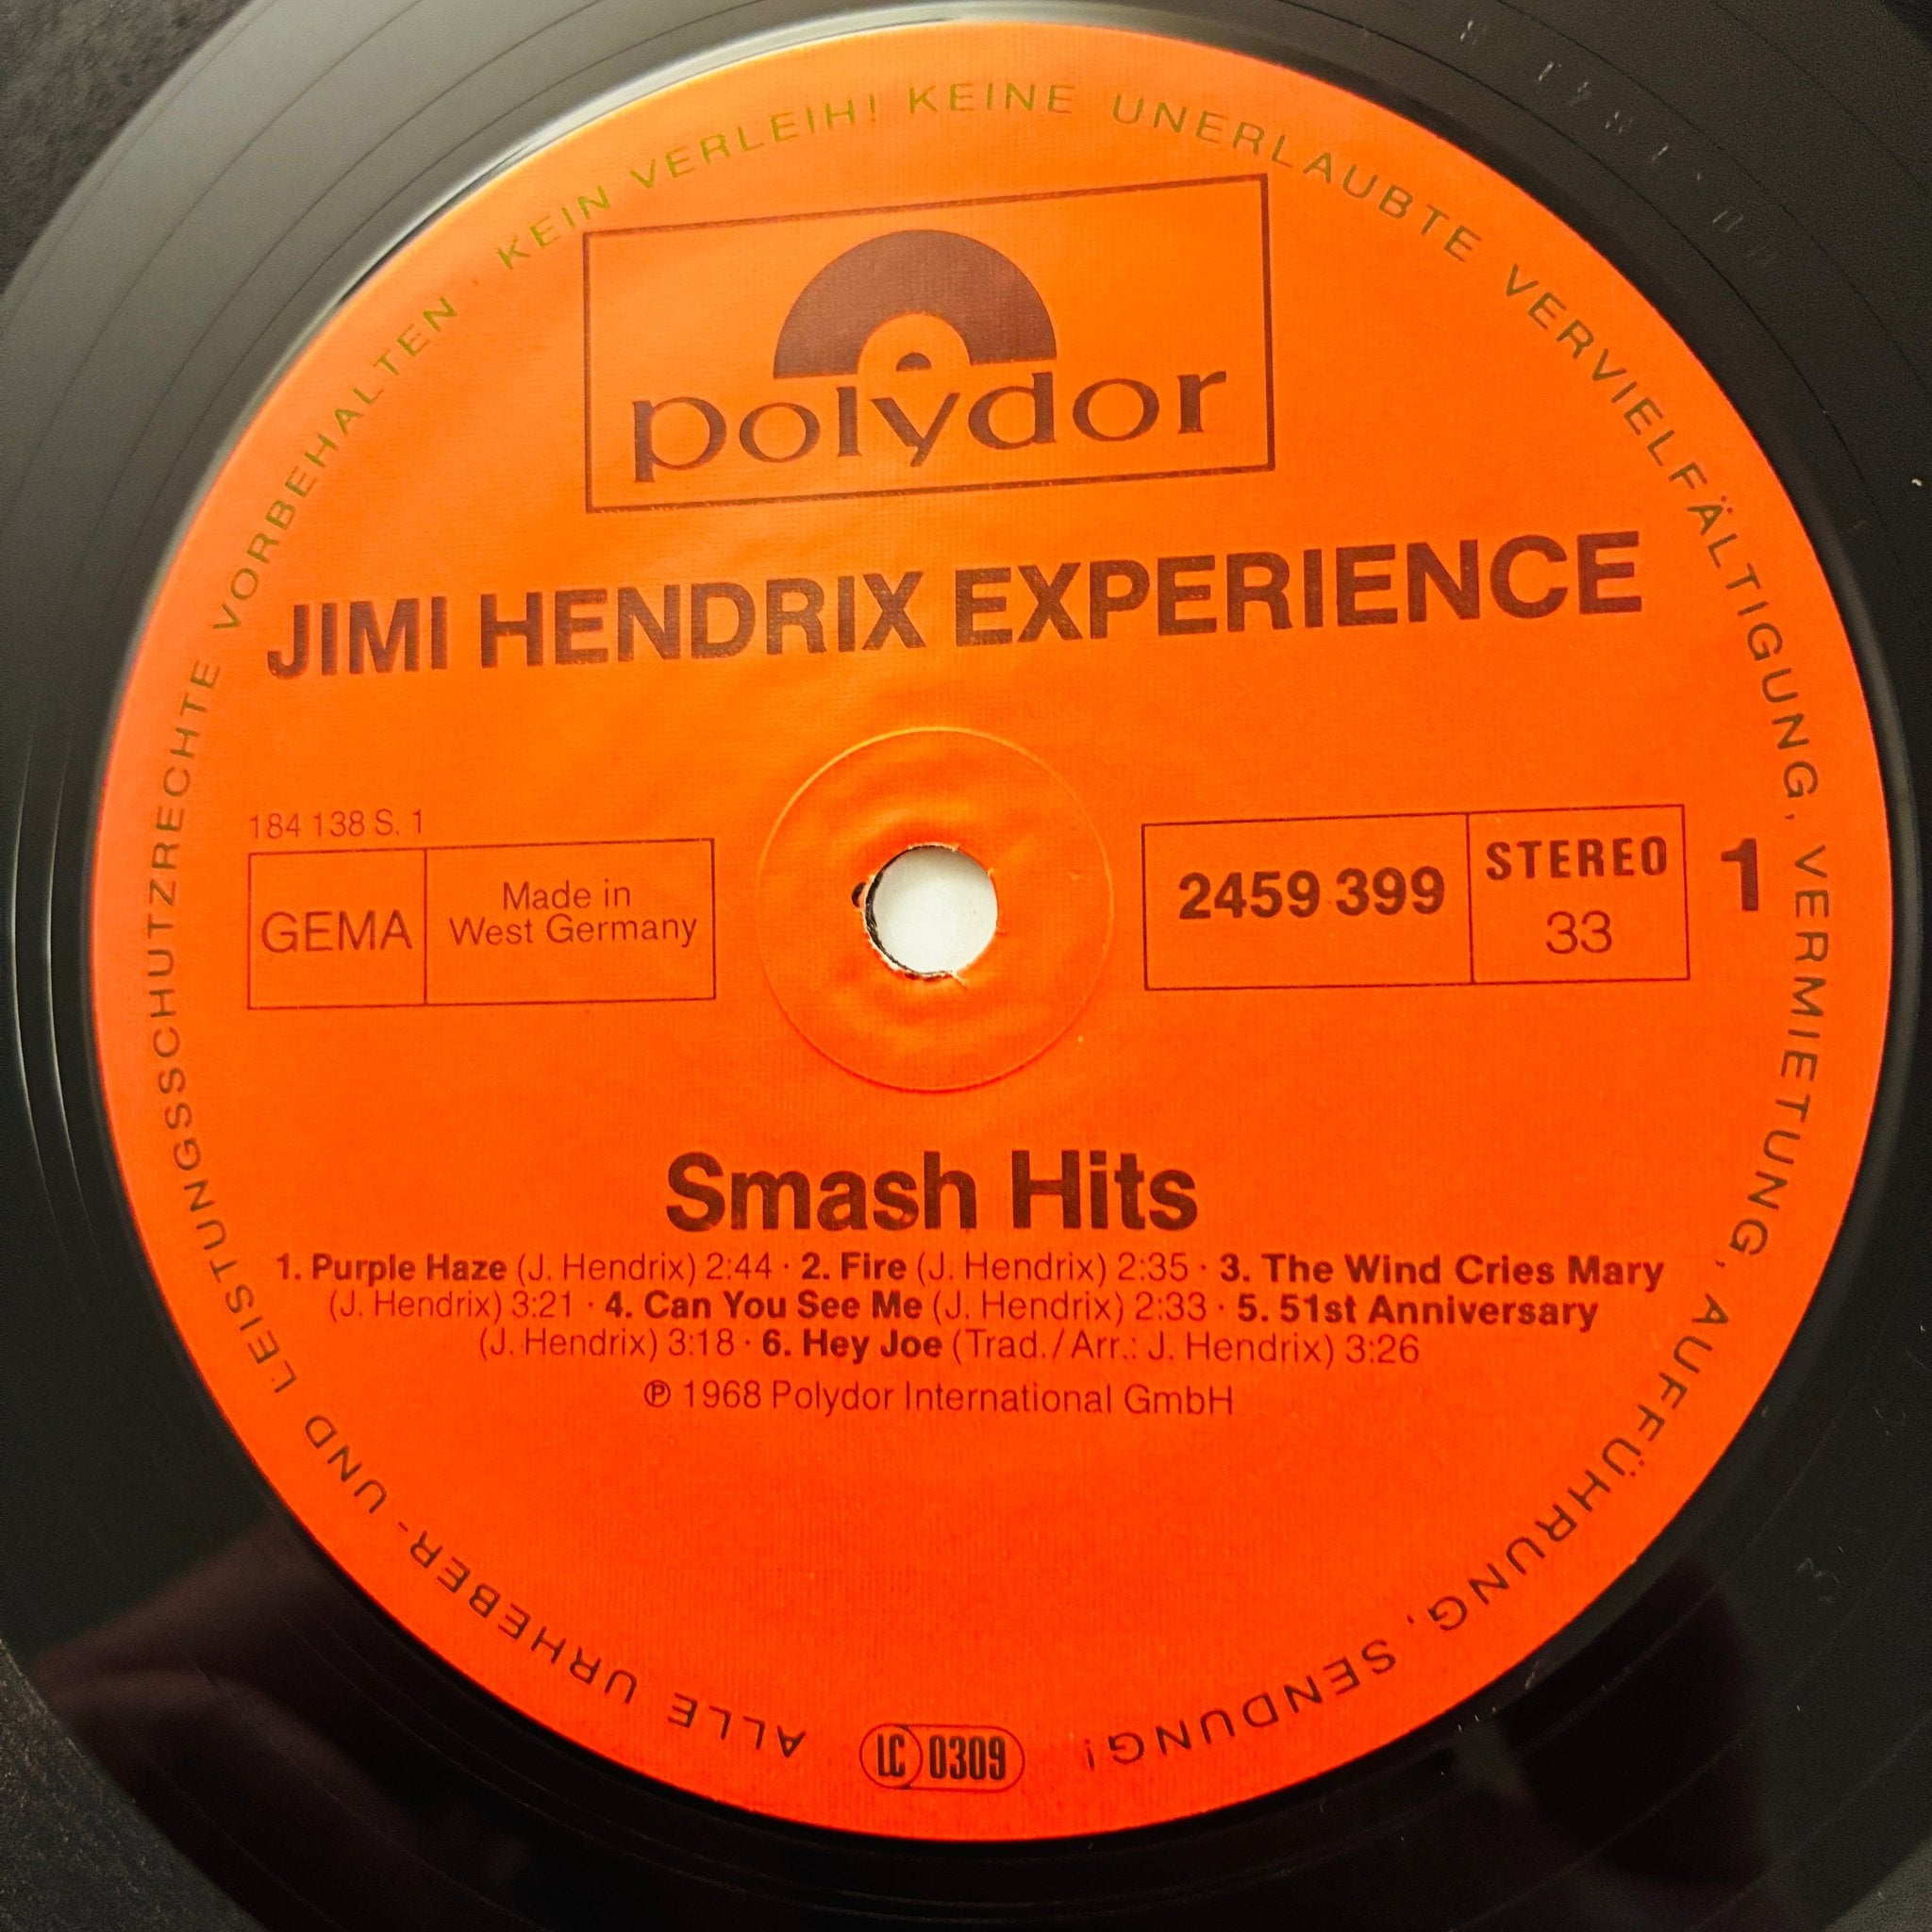 ALLE URHEBER- UND LEISTUNGSSCHUTZRECHTE VORBEHALTEN · KEIN VERLEIH! KEINE UNERLAUBTE VERVIELFÄLTIGUNG, VERMIETUNG, AUFFÜHRUNG, SENDUNG!
polydor
JIMI HENDRIX EXPERIENCE
184 138 S. 1
GEMA
Made in
West Germany
2459 399
STEREO
33
1
Smash Hits
1. Purple Haze (J. Hendrix) 2:44 · 2. Fire (J. Hendrix) 2:35 · 3. The Wind Cries Mary
(J. Hendrix) 3:21 · 4. Can You See Me (J. Hendrix) 2:33 · 5. 51st Anniversary
(J. Hendrix) 3:18 · 6. Hey Joe (Trad./Arr.: J. Hendrix) 3:26
℗ 1968 Polydor International GmbH
LC 0309